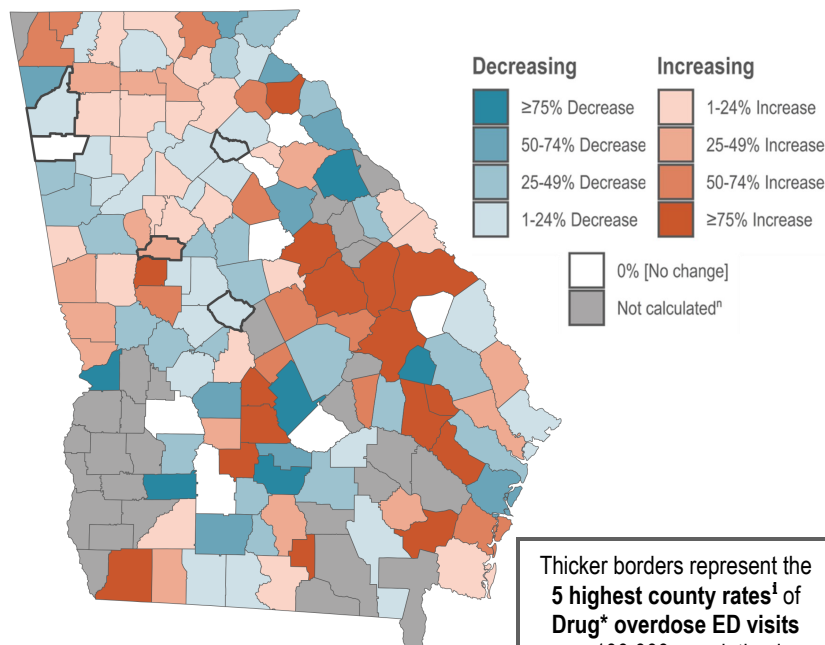 Decreasing
≥75% Decrease
50-74% Decrease
25-49% Decrease
1-24% Decrease
Increasing
1-24% Increase
25-49% Increase
50-74% Increase
≥75% Increase
0% [No change]
Not calculatedⁿ
Thicker borders represent the
5 highest county rates¹ of
Drug* overdose ED visits